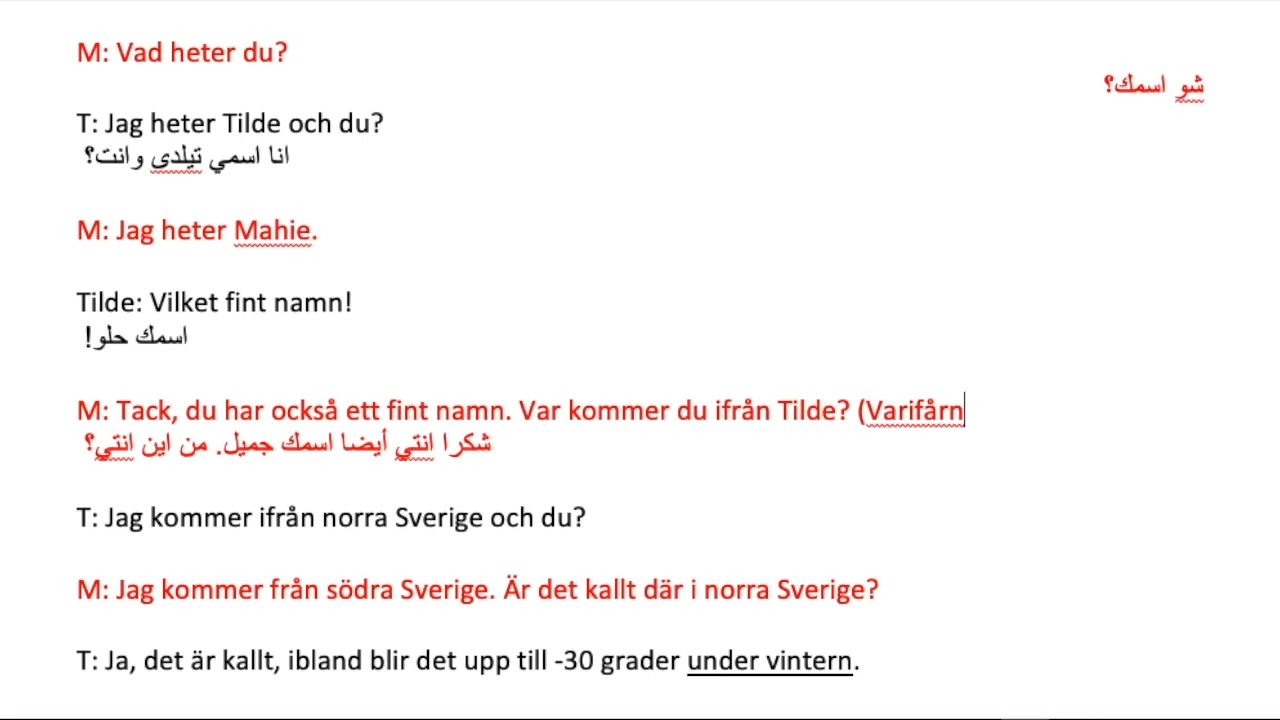 M: Vad heter du?
شو اسمك؟
T: Jag heter Tilde och du?
انا اسمي تيلدى وانت؟
M: Jag heter Mahie.
Tilde: Vilket fint namn!
اسمك حلو!
M: Tack, du har också ett fint namn. Var kommer du ifrån Tilde? (Varifårn
شكرا انتي أيضا اسمك جميل. من اين انتي؟
T: Jag kommer ifrån norra Sverige och du?
M: Jag kommer från södra Sverige. Är det kallt där i norra Sverige?
T: Ja, det är kallt, ibland blir det upp till -30 grader under vintern.